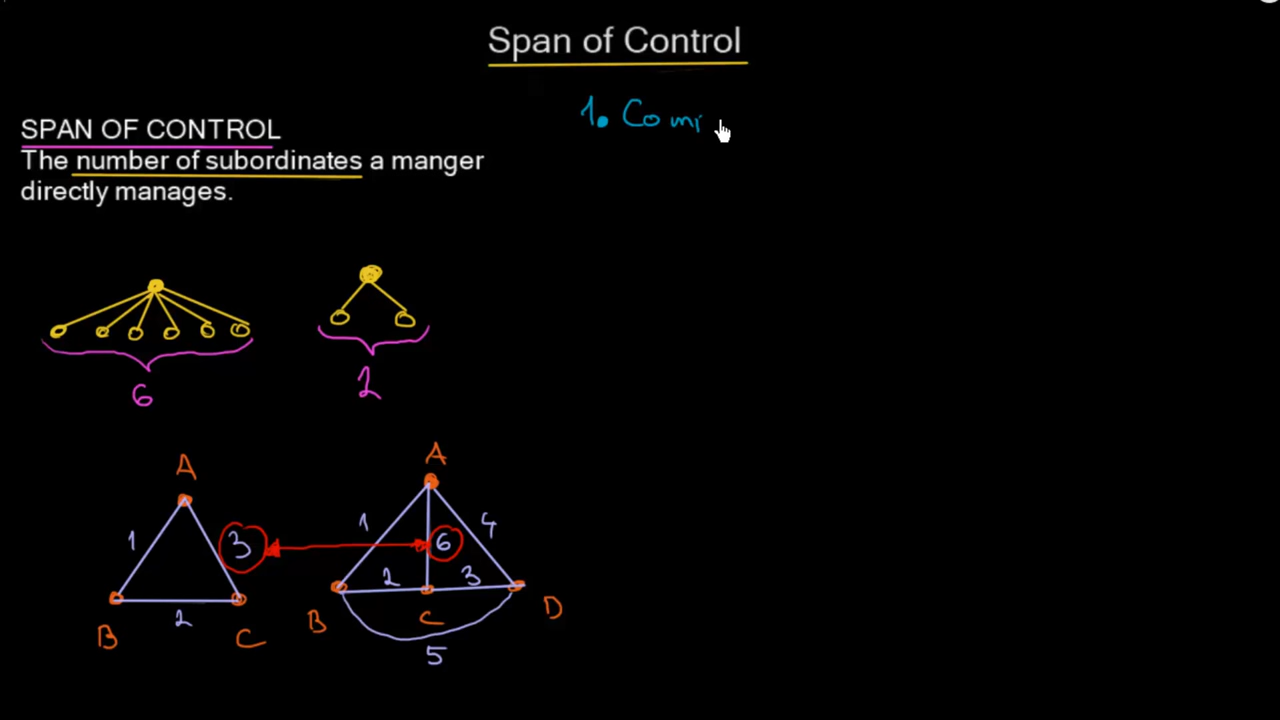 Span of Control
1. Com
SPAN OF CONTROL
The number of subordinates a manger
directly manages.
6
2
A
1
3
B
2
C
A
1
4
6
2
3
B
C
D
5